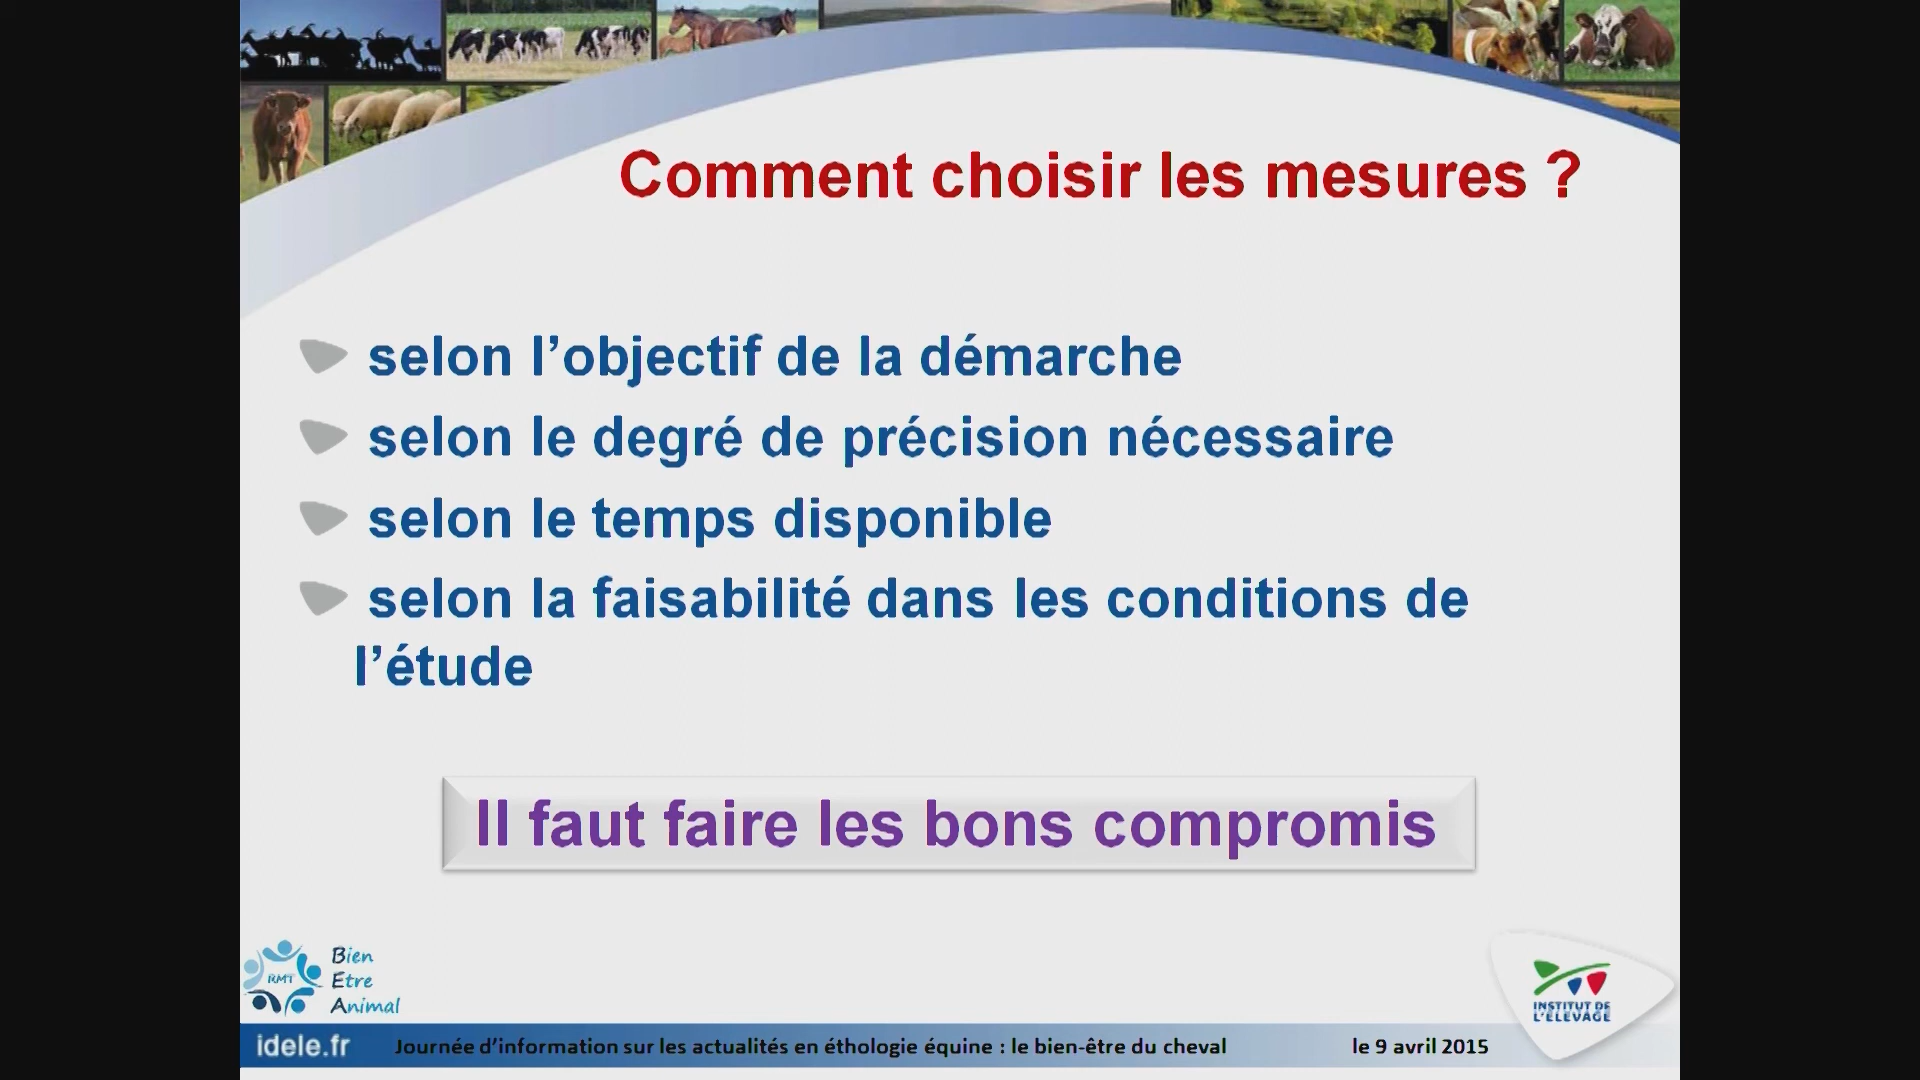 Comment choisir les mesures ?
selon l’objectif de la démarche
selon le degré de précision nécessaire
selon le temps disponible
selon la faisabilité dans les conditions de
l’étude
Il faut faire les bons compromis
RMT
Bien
Etre
Animal
INSTITUT DE
L'ELEVAGE
idele.fr
Journée d’information sur les actualités en éthologie équine : le bien-être du cheval
le 9 avril 2015